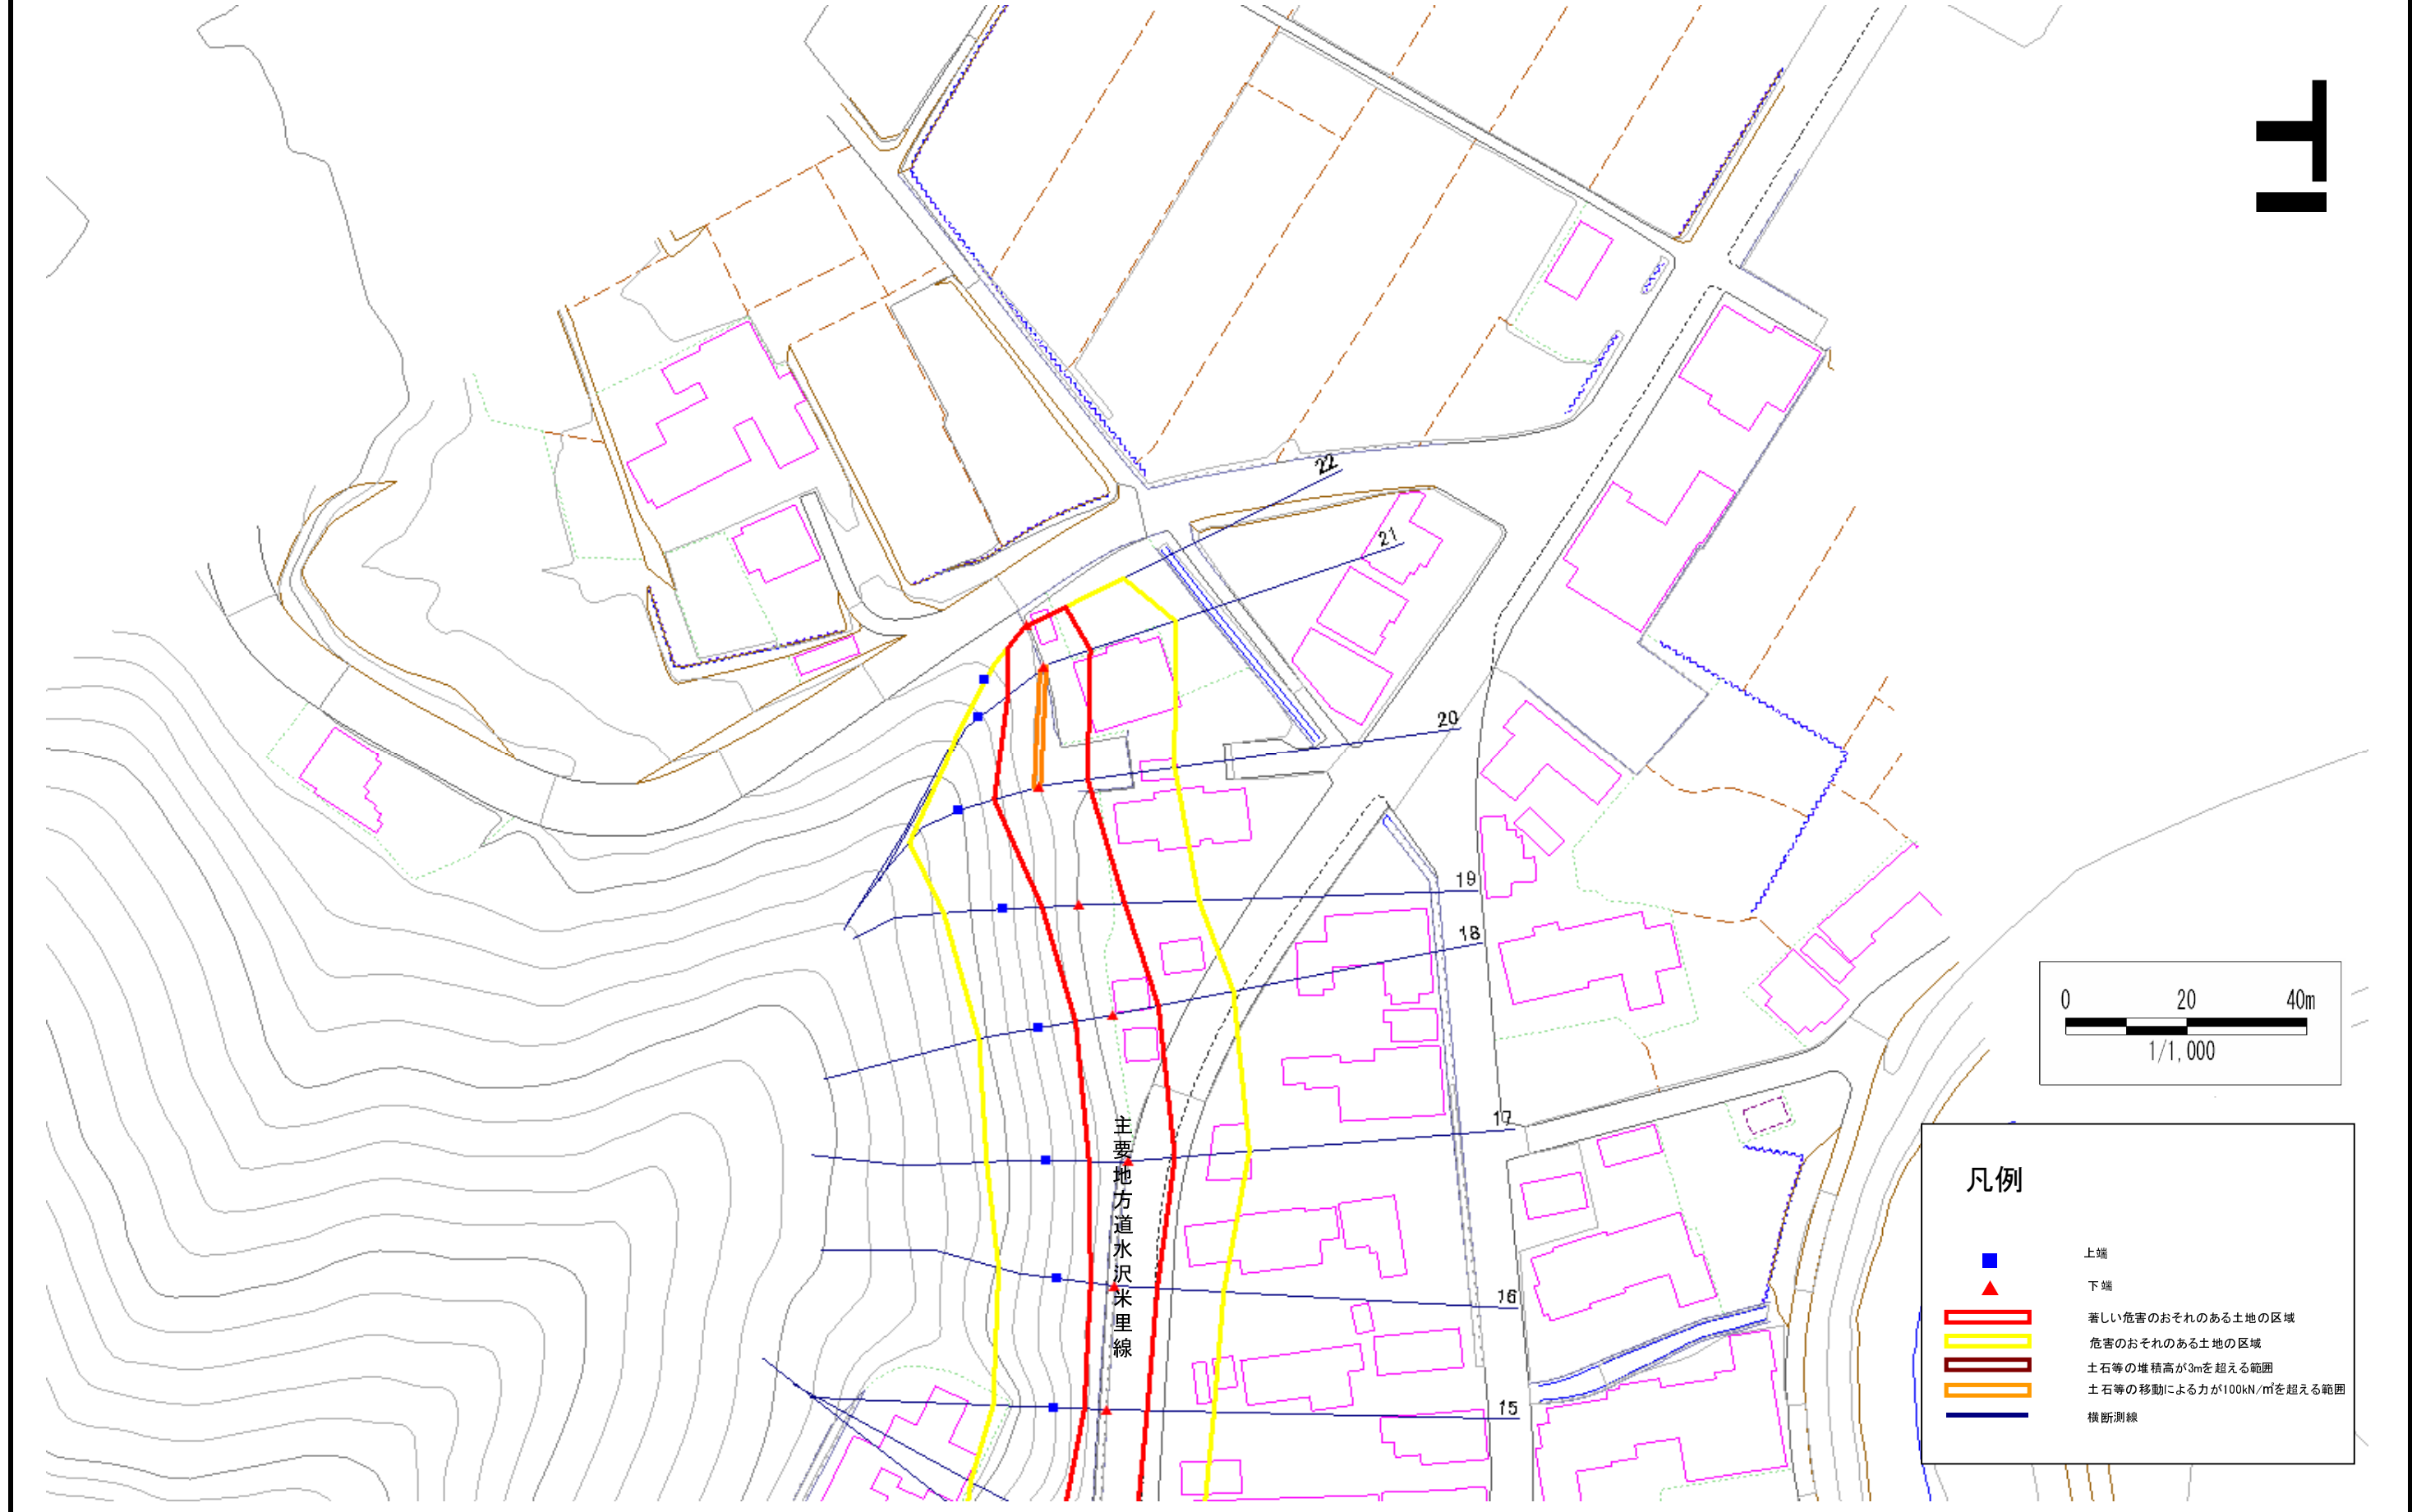 22
21
20
19
18
17
16
15
主要地方道水沢米里線
0 20 40m
1/1,000
凡例
上端
下端
著しい危害のおそれのある土地の区域
危害のおそれのある土地の区域
土石等の堆積高が3mを超える範囲
土石等の移動による力が100kN/㎡を超える範囲
横断測線